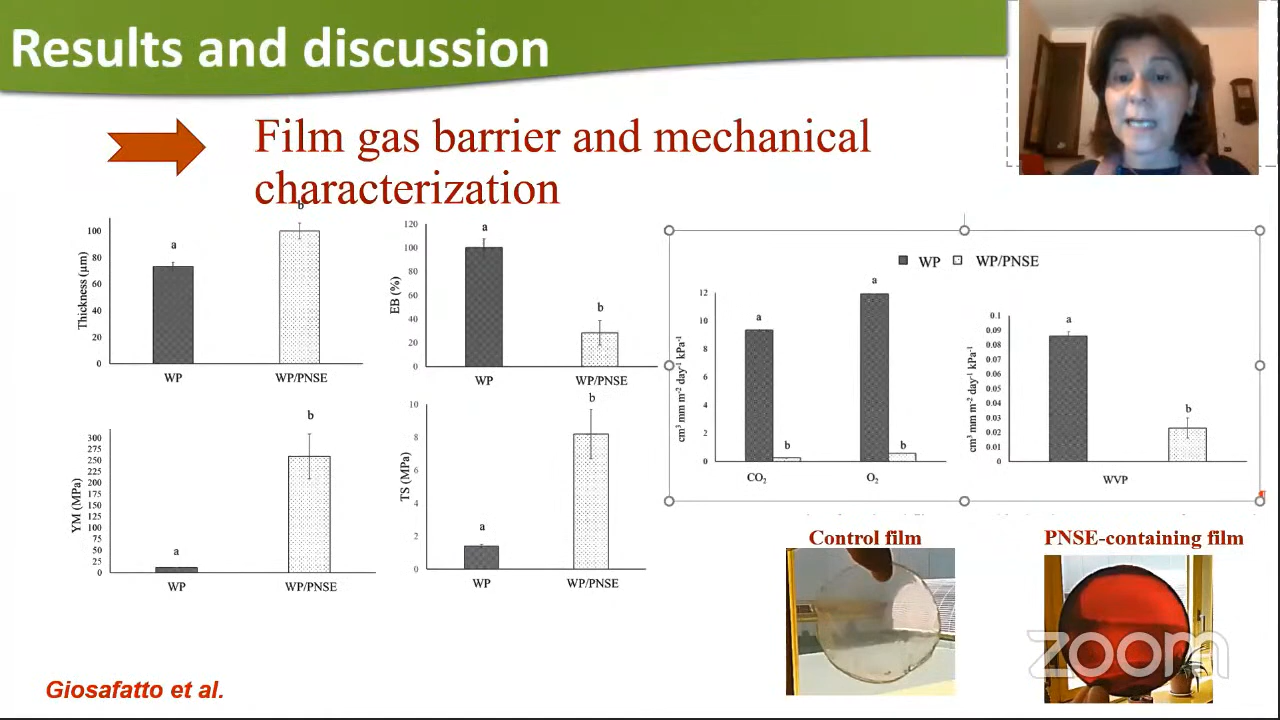 Results and discussion
Film gas barrier and mechanical
characterization
Thickness (µm)
100
80
60
40
20
0
a
b
WP
WP/PNSE
EB (%)
120
100
80
60
40
20
0
a
b
WP
WP/PNSE
YM (MPa)
300
275
250
225
200
175
150
125
100
75
50
25
0
a
b
WP
WP/PNSE
TS (MPa)
10
8
6
4
2
0
a
b
WP
WP/PNSE
WP WP/PNSE
cm³ mm m⁻² day⁻¹ kPa⁻¹
12
10
8
6
4
2
0
a
b
a
b
CO₂
O₂
cm³ mm m⁻² day⁻¹ kPa⁻¹
0.1
0.09
0.08
0.07
0.06
0.05
0.04
0.03
0.02
0.01
0
a
b
WVP
Control film
PNSE-containing film
zoom
Giosafatto et al.